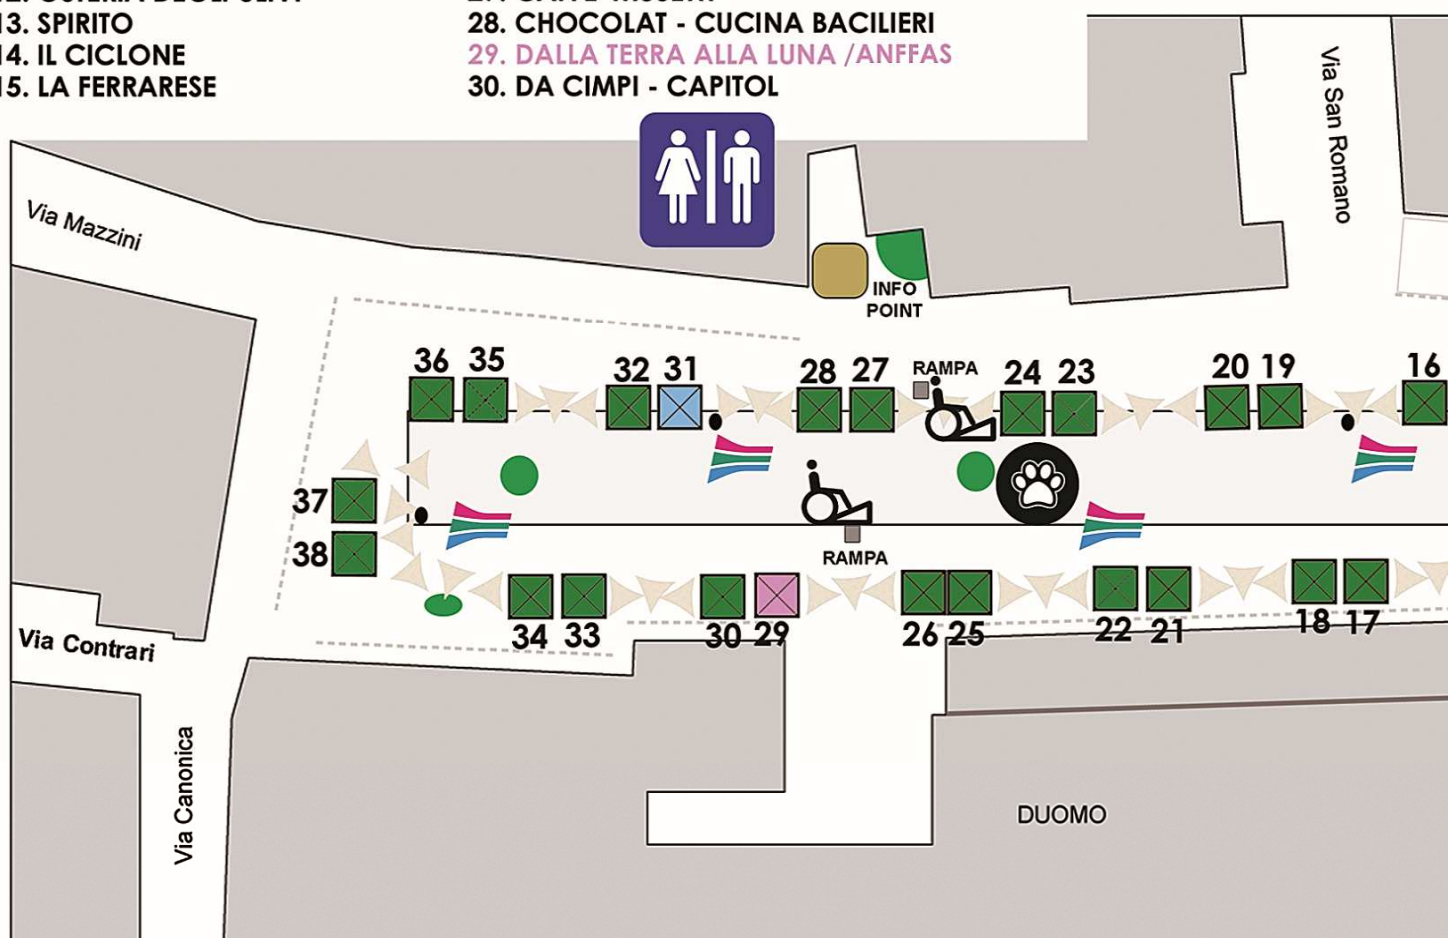 13. SPIRITO
14. IL CICLONE
15. LA FERRARESE
28. CHOCOLAT - CUCINA BACILIERI
29. DALLA TERRA ALLA LUNA /ANFFAS
30. DA CIMPI - CAPITOL
Via San Romano
Via Mazzini
INFO
POINT
36 35 32 31 28 27 RAMPA 24 23 20 19 16
37
38
RAMPA
34 33 30 29 26 25 22 21 18 17
Via Contrari
Via Canonica
DUOMO